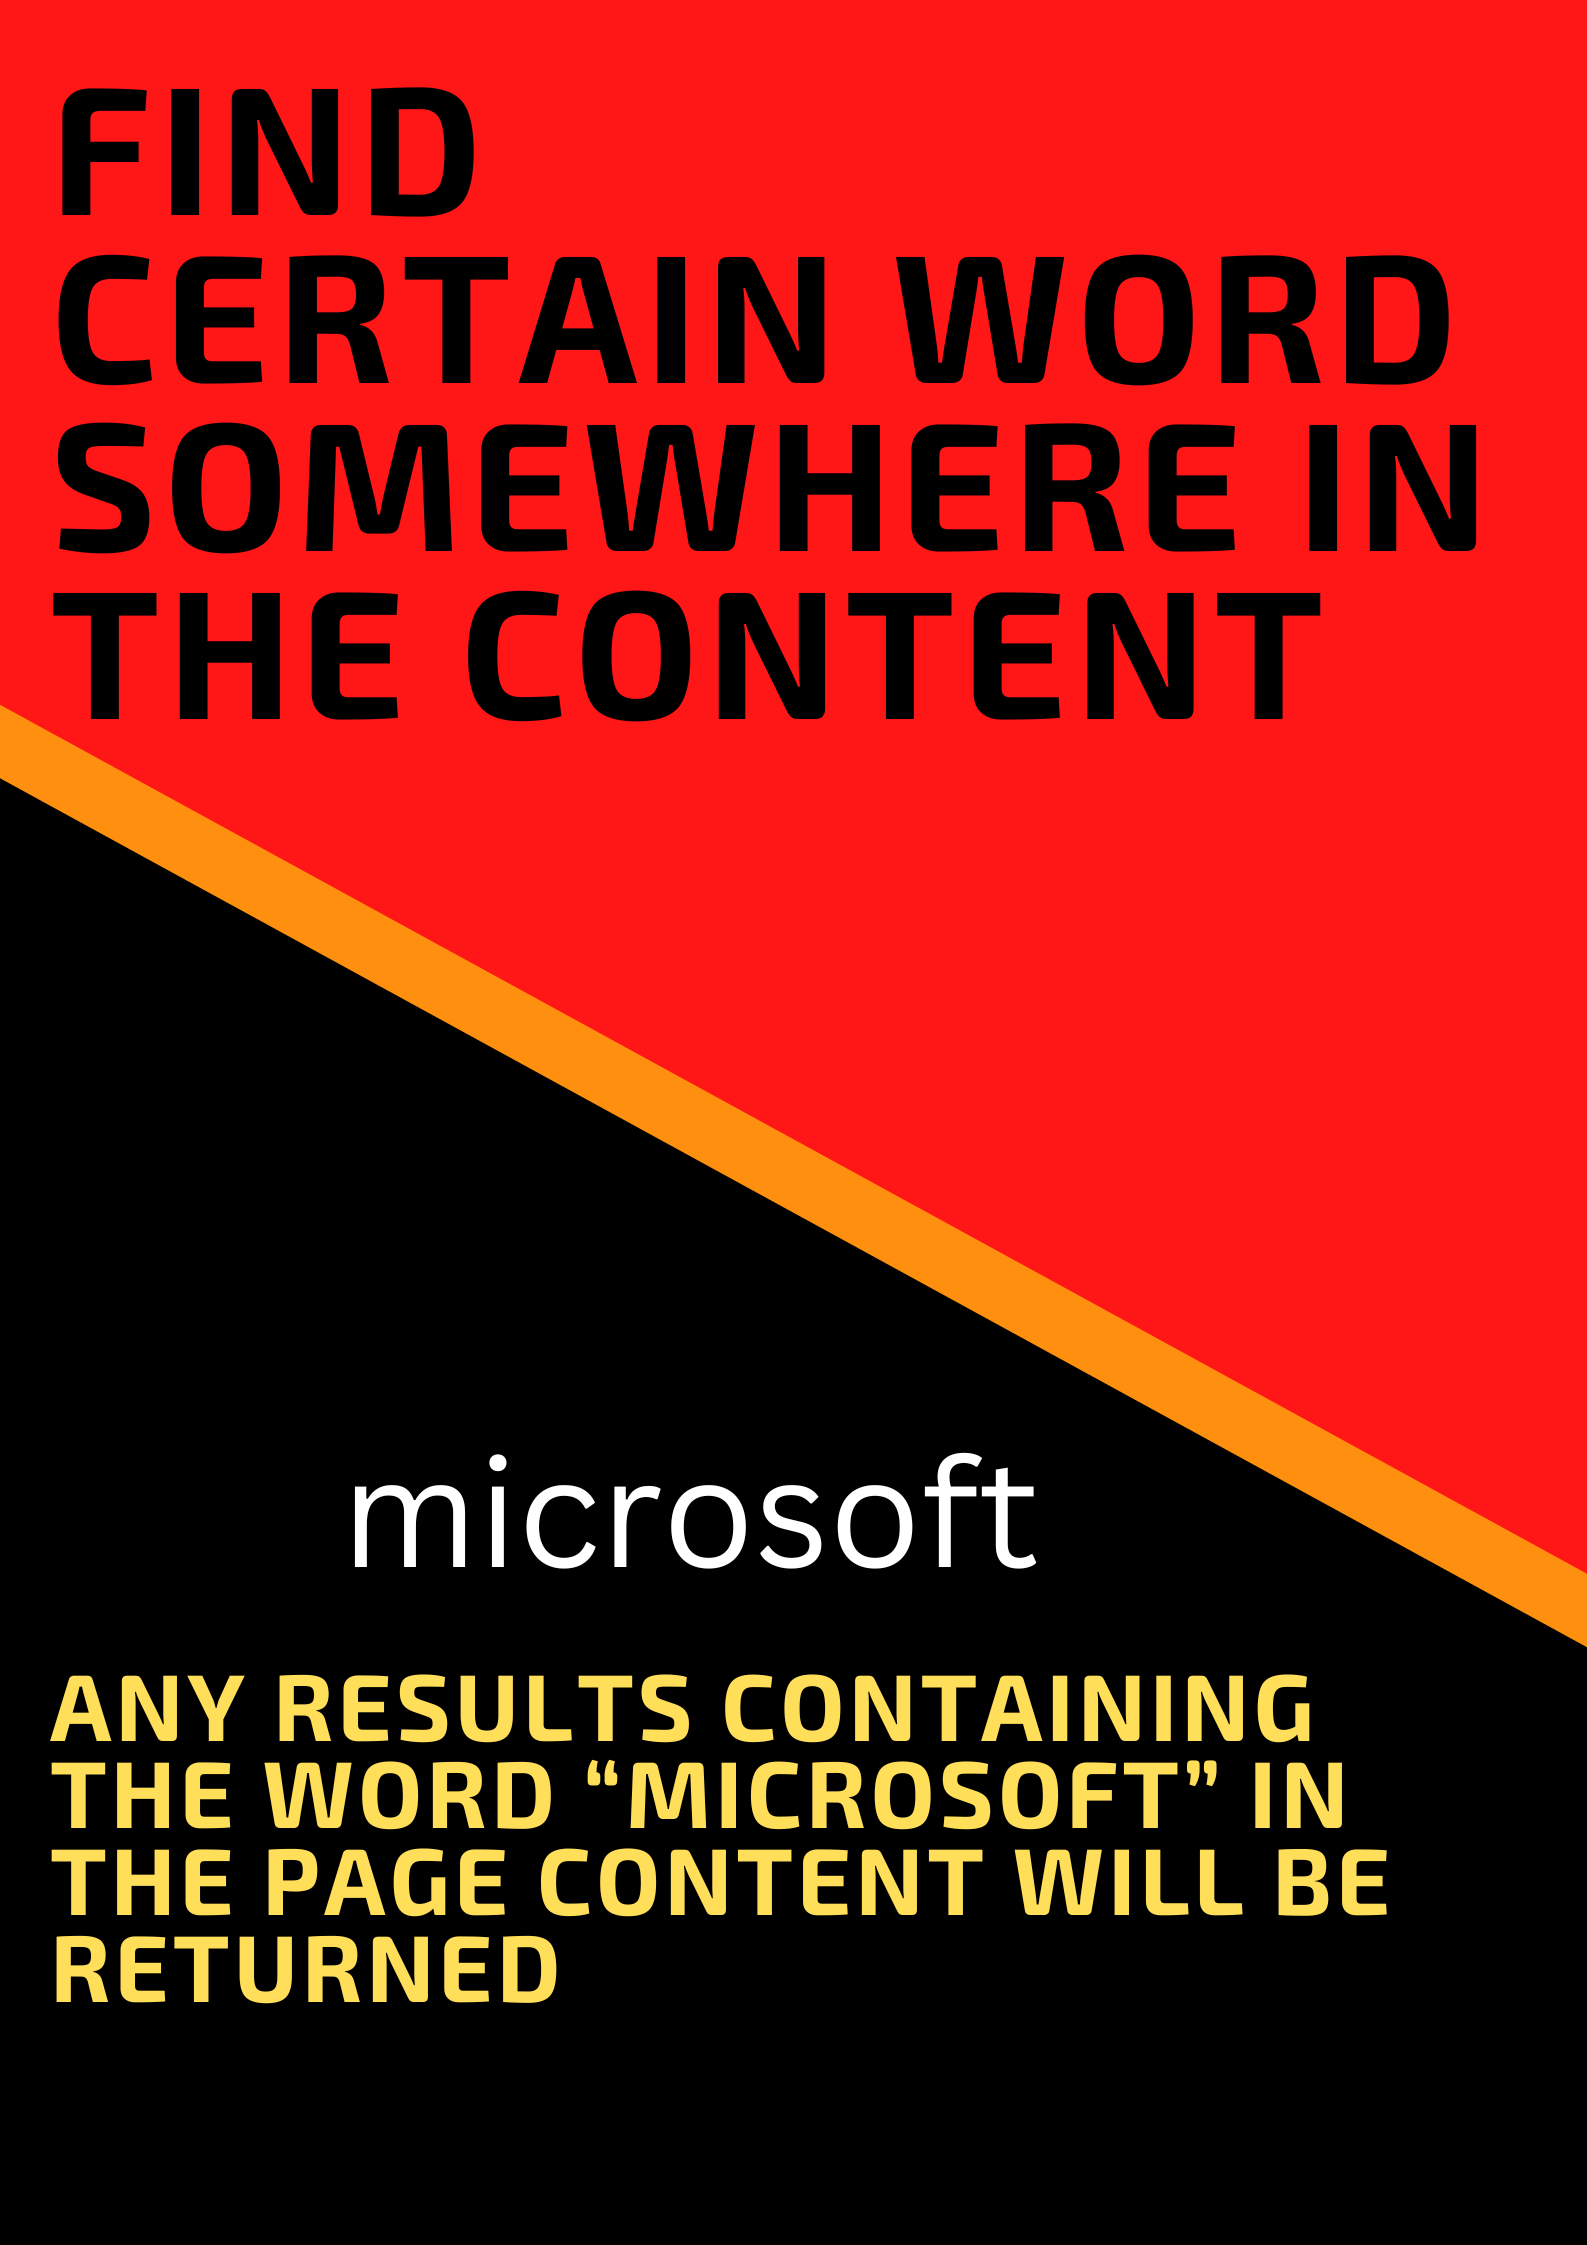 FIND
CERTAIN WORD
SOMEWHERE IN
THE CONTENT
microsoft
ANY RESULTS CONTAINING
THE WORD “MICROSOFT” IN
THE PAGE CONTENT WILL BE
RETURNED